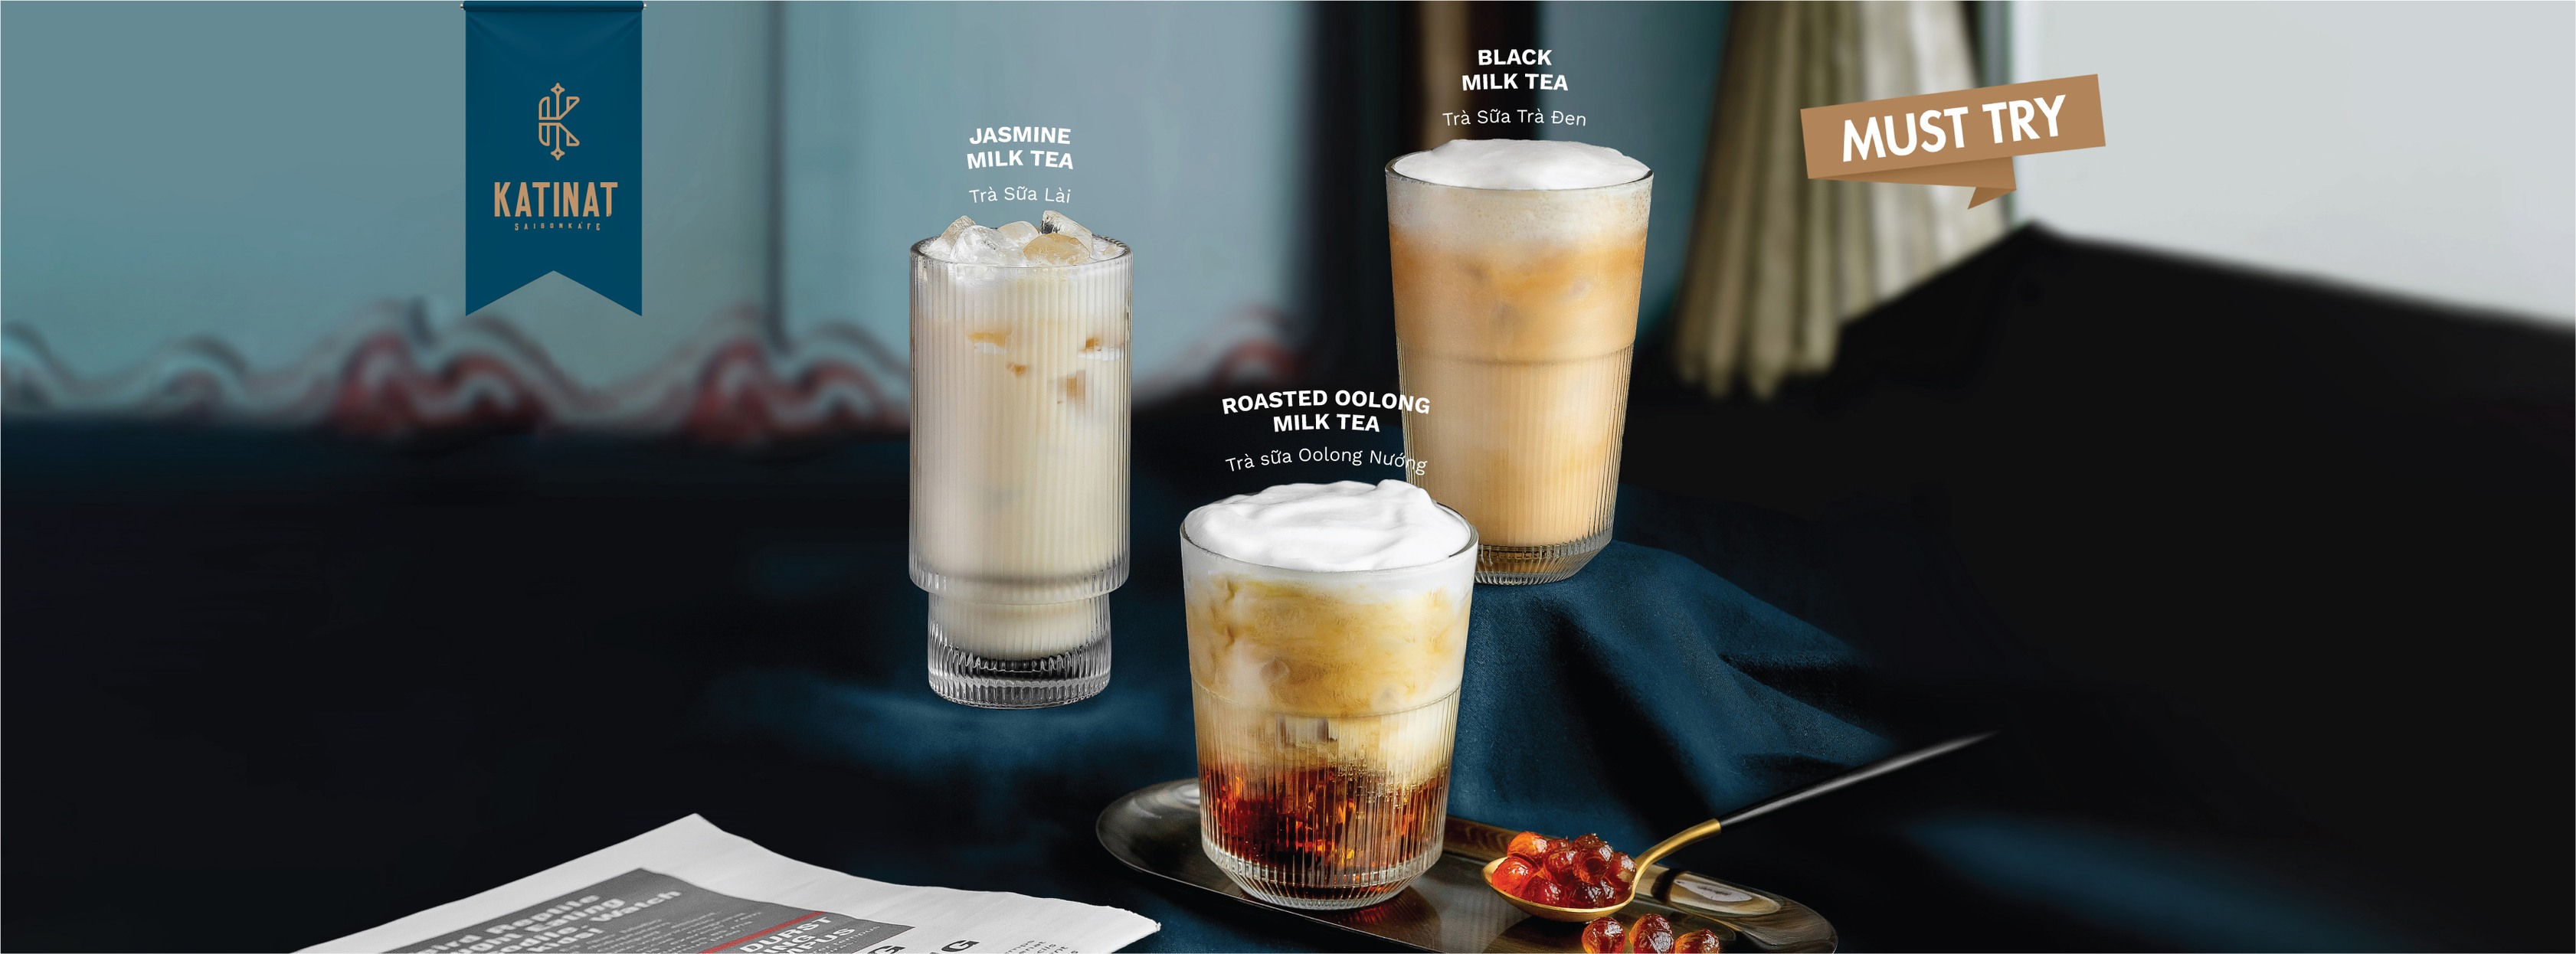 KATINAT
SAIGONKAFE
JASMINE
MILK TEA
Trà Sữa Lài
BLACK
MILK TEA
Trà Sữa Trà Đen
MUST TRY
ROASTED OOLONG
MILK TEA
Trà sữa Oolong Nướng